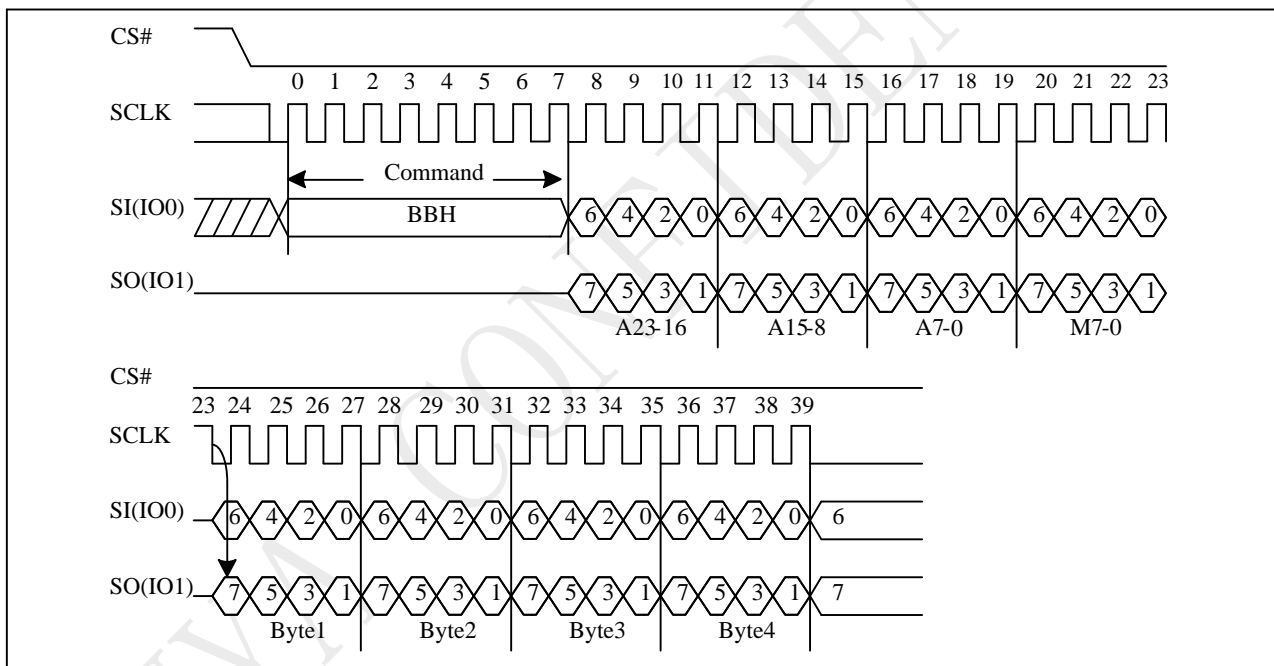 CS#
0 1 2 3 4 5 6 7 8 9 10 11 12 13 14 15 16 17 18 19 20 21 22 23
SCLK
Command
SI(IO0) BBH 6 4 2 0 6 4 2 0 6 4 2 0 6 4 2 0
SO(IO1) 7 5 3 1 7 5 3 1 7 5 3 1 7 5 3 1
A23-16 A15-8 A7-0 M7-0
CS#
23 24 25 26 27 28 29 30 31 32 33 34 35 36 37 38 39
SCLK
SI(IO0) 6 4 2 0 6 4 2 0 6 4 2 0 6 4 2 0 6
SO(IO1) 7 5 3 1 7 5 3 1 7 5 3 1 7 5 3 1 7
Byte1 Byte2 Byte3 Byte4